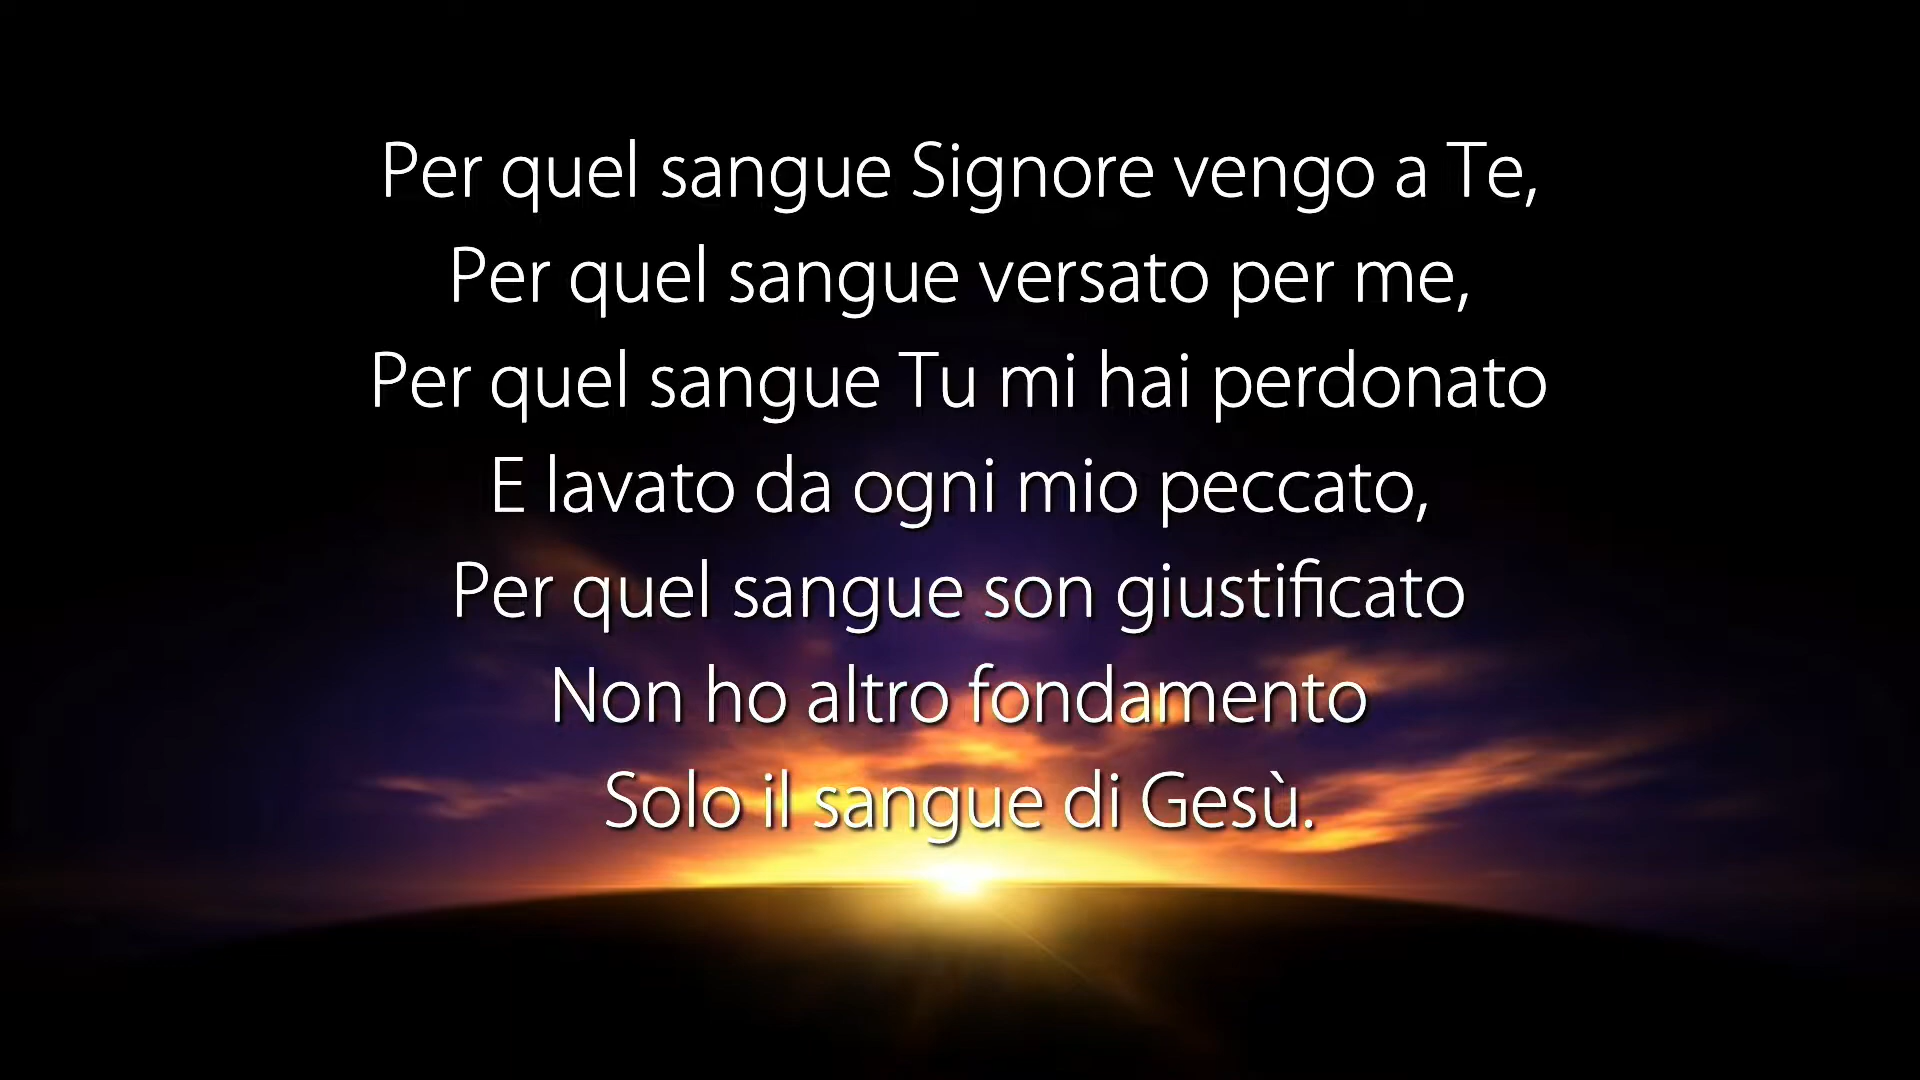 Per quel sangue Signore vengo a Te,
Per quel sangue versato per me,
Per quel sangue Tu mi hai perdonato
E lavato da ogni mio peccato,
Per quel sangue son giustificato
Non ho altro fondamento
Solo il sangue di Gesù.